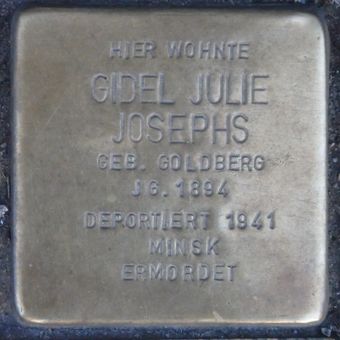 HIER WOHNTE
GIDEL JULIE
JOSEPHS
GEB. GOLDBERG
JG. 1894
DEPORTIERT 1941
MINSK
ERMORDET